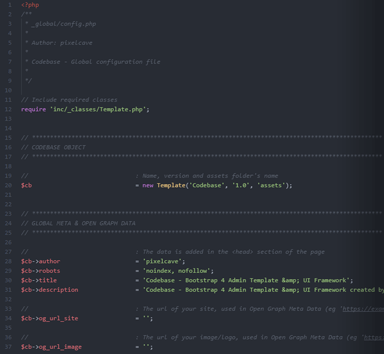 1 <?php
2 /**
3 * _global/config.php
4 *
5 * Author: pixelcave
6 *
7 * Codebase - Global configuration file
8 *
9 */
10
11 // Include required classes
12 require 'inc/_classes/Template.php';
13
14
15 // **********************************************************************
16 // CODEBASE OBJECT
17 // **********************************************************************
18
19 // : Name, version and assets folder's name
20 $cb = new Template('Codebase', '1.0', 'assets');
21
22
23 // **********************************************************************
24 // GLOBAL META & OPEN GRAPH DATA
25 // **********************************************************************
26
27 // : The data is added in the <head> section of the page
28 $cb->author = 'pixelcave';
29 $cb->robots = 'noindex, nofollow';
30 $cb->title = 'Codebase - Bootstrap 4 Admin Template &amp; UI Framework';
31 $cb->description = 'Codebase - Bootstrap 4 Admin Template &amp; UI Framework created by
32
33 // : The url of your site, used in Open Graph Meta Data (eg 'https://
34 $cb->og_url_site = '';
35
36 // : The url of your image/logo, used in Open Graph Meta Data (eg
37 $cb->og_url_image = '';